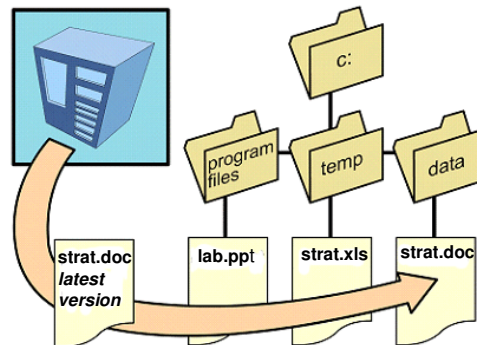 c:
program
files
temp
data
strat.doc
latest
version
lab.ppt
strat.xls
strat.doc